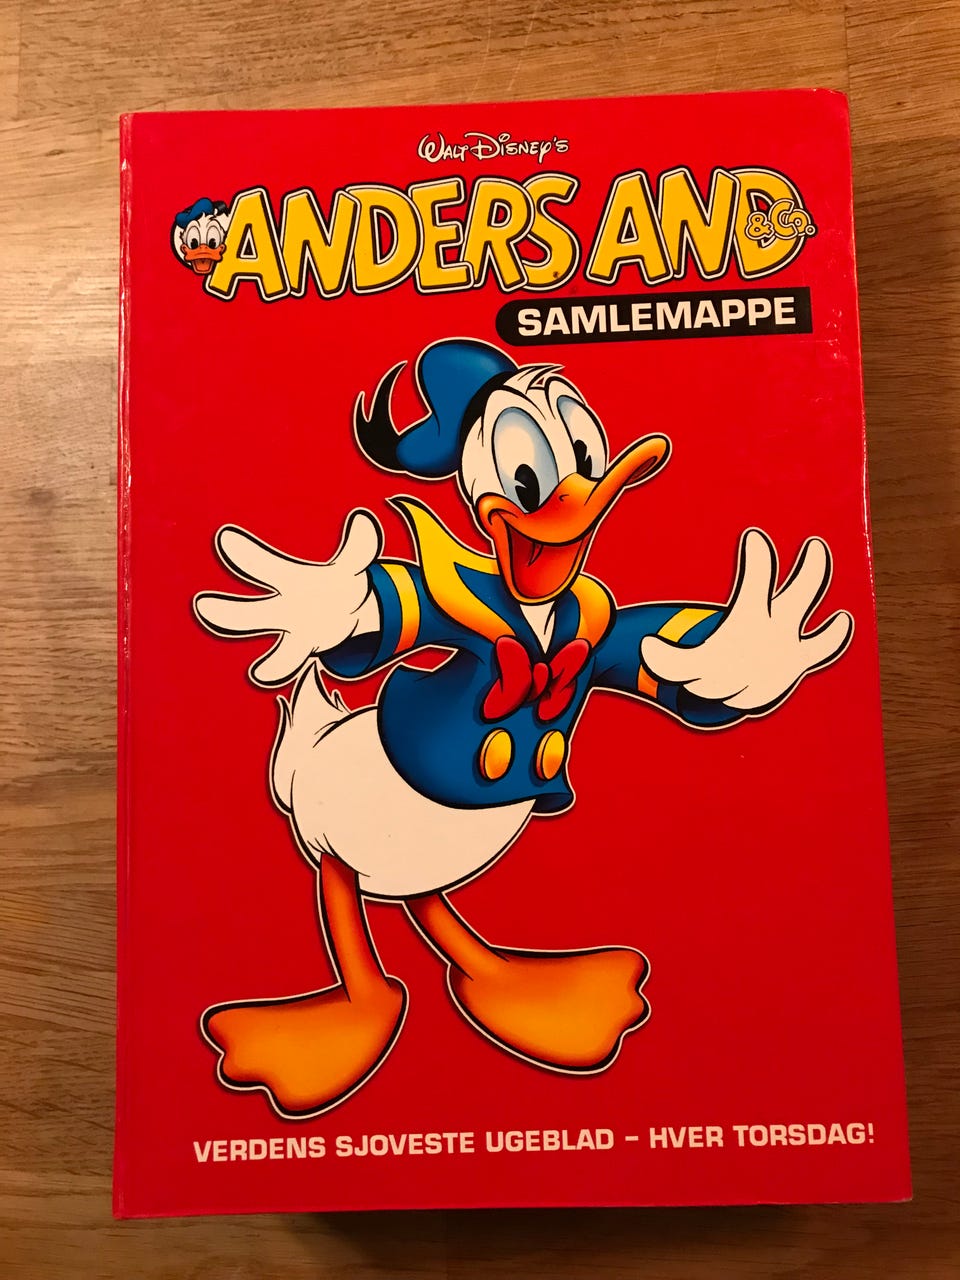 Walt Disney's
ANDERS AND & Co.
SAMLEMAPPE
VERDENS SJOVESTE UGEBLAD – HVER TORSDAG!